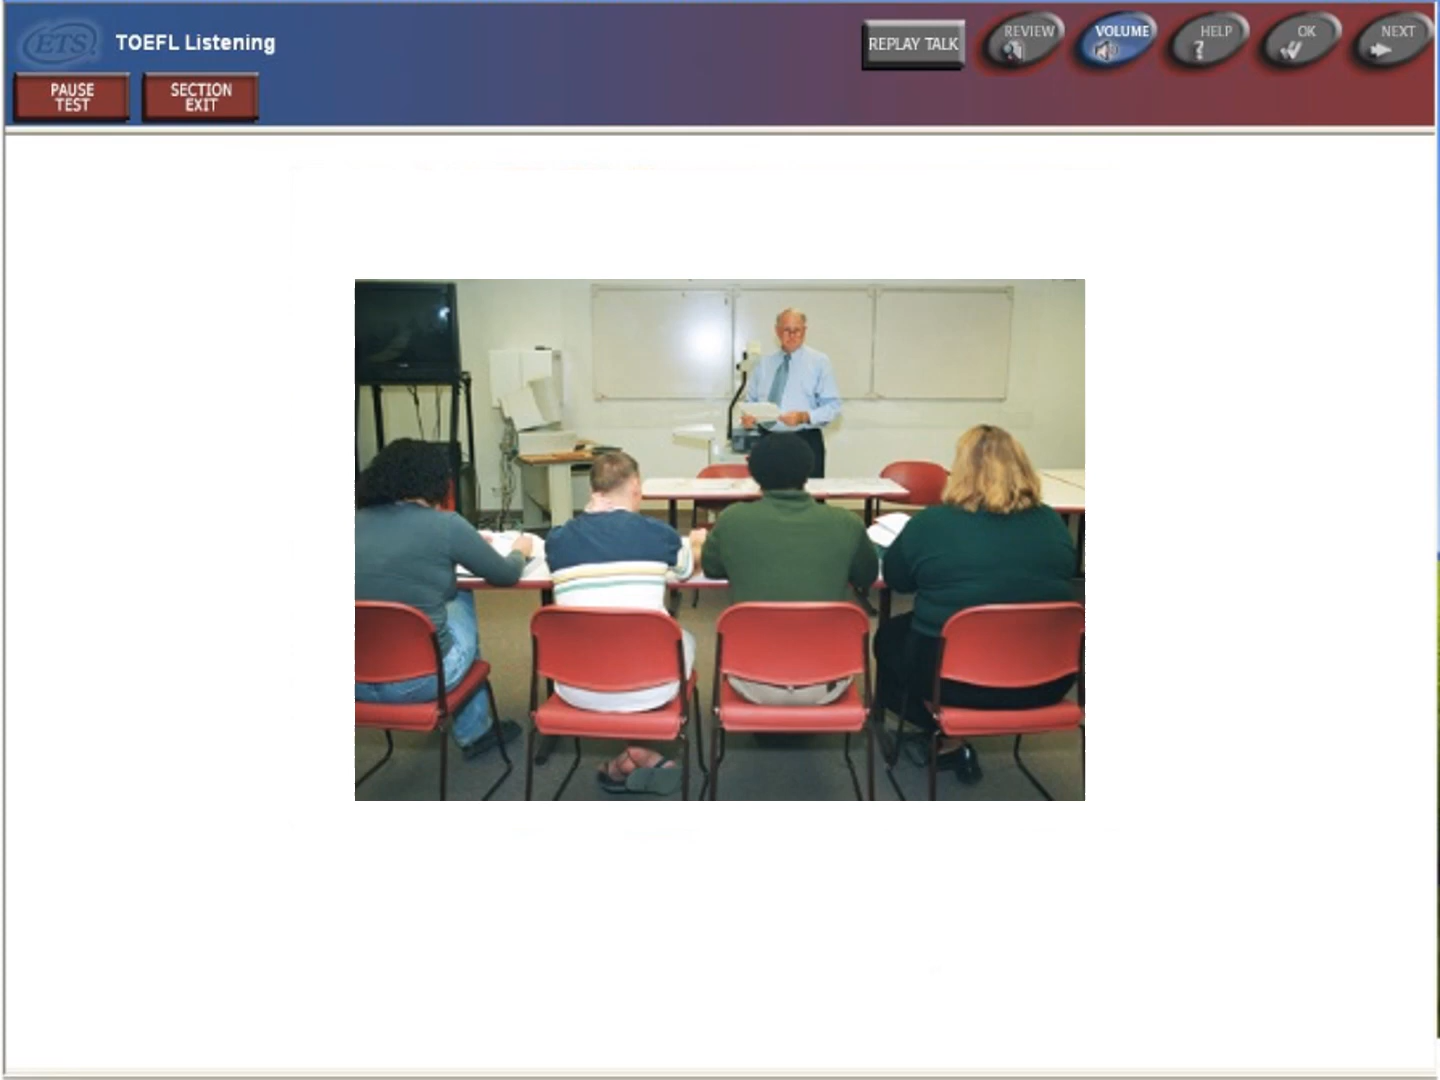 ETS
TOEFL Listening
REPLAY TALK
REVIEW
VOLUME
HELP
OK
NEXT
PAUSE
TEST
SECTION
EXIT